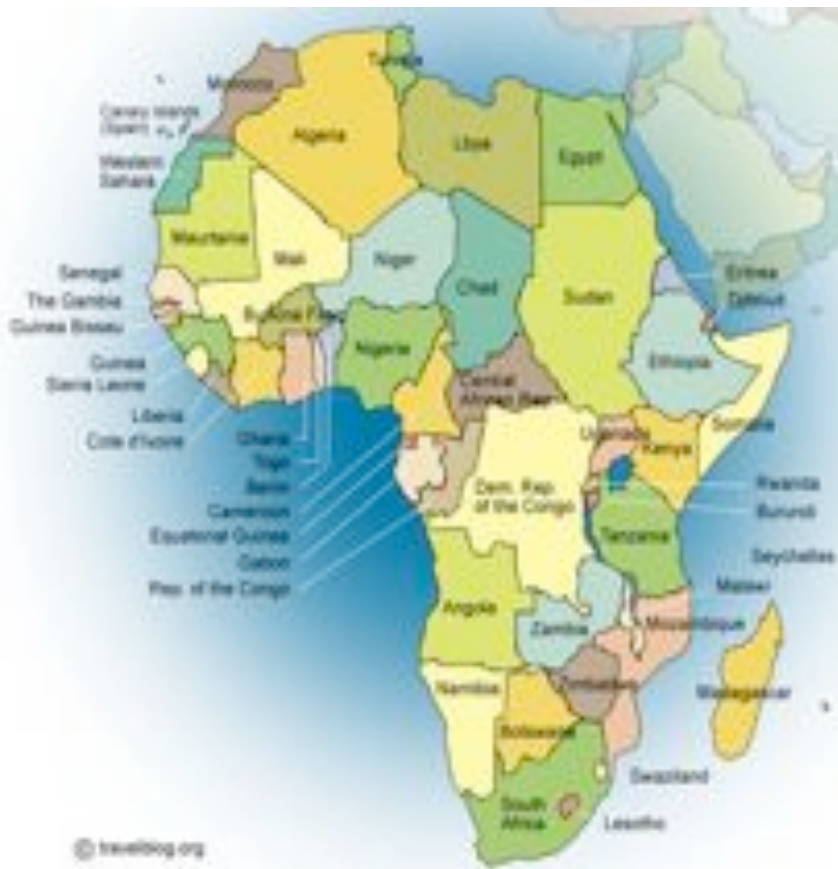 Tunisia
Morocco
Canary Islands
(Spain)
Algeria
Libya
Egypt
Western
Sahara
Mauritania
Mali
Niger
Chad
Sudan
Eritrea
Djibouti
Senegal
The Gambia
Guinea Bissau
Burkina Faso
Nigeria
Ethiopia
Guinea
Sierra Leone
Central
African Rep.
Liberia
Cote d'Ivoire
Ghana
Togo
Benin
Cameroon
Equatorial Guinea
Gabon
Rep. of the Congo
Uganda
Kenya
Somalia
Dem. Rep.
of the Congo
Rwanda
Burundi
Tanzania
Seychelles
Malawi
Angola
Zambia
Mozambique
Namibia
Zimbabwe
Madagascar
Botswana
Swaziland
South
Africa
Lesotho
© travelblog.org